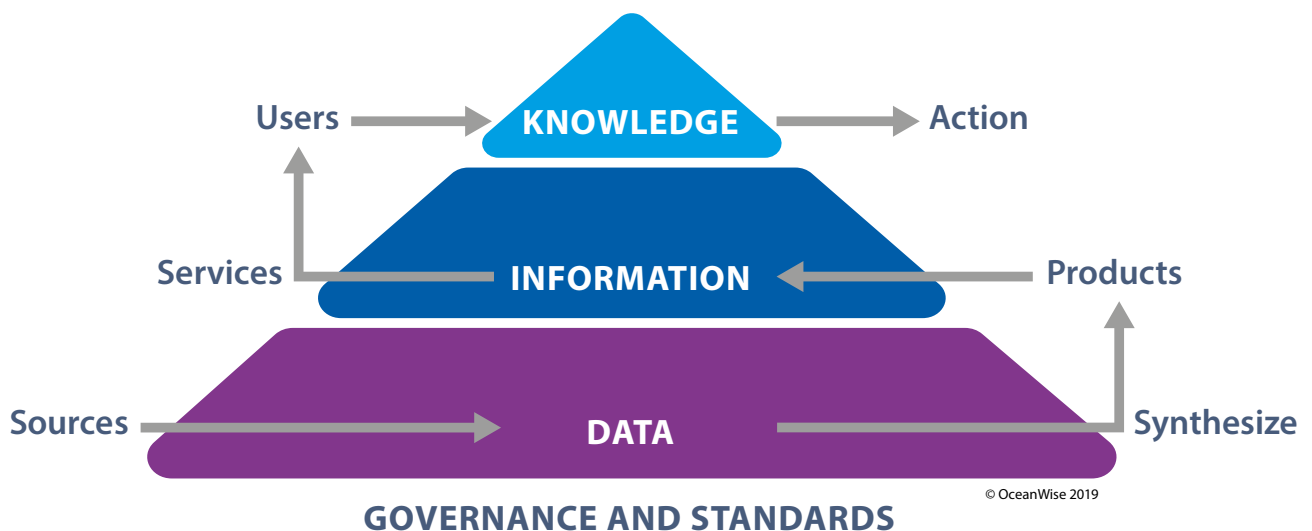 Users
KNOWLEDGE
Action
Services
INFORMATION
Products
Sources
DATA
Synthesize
© OceanWise 2019
GOVERNANCE AND STANDARDS